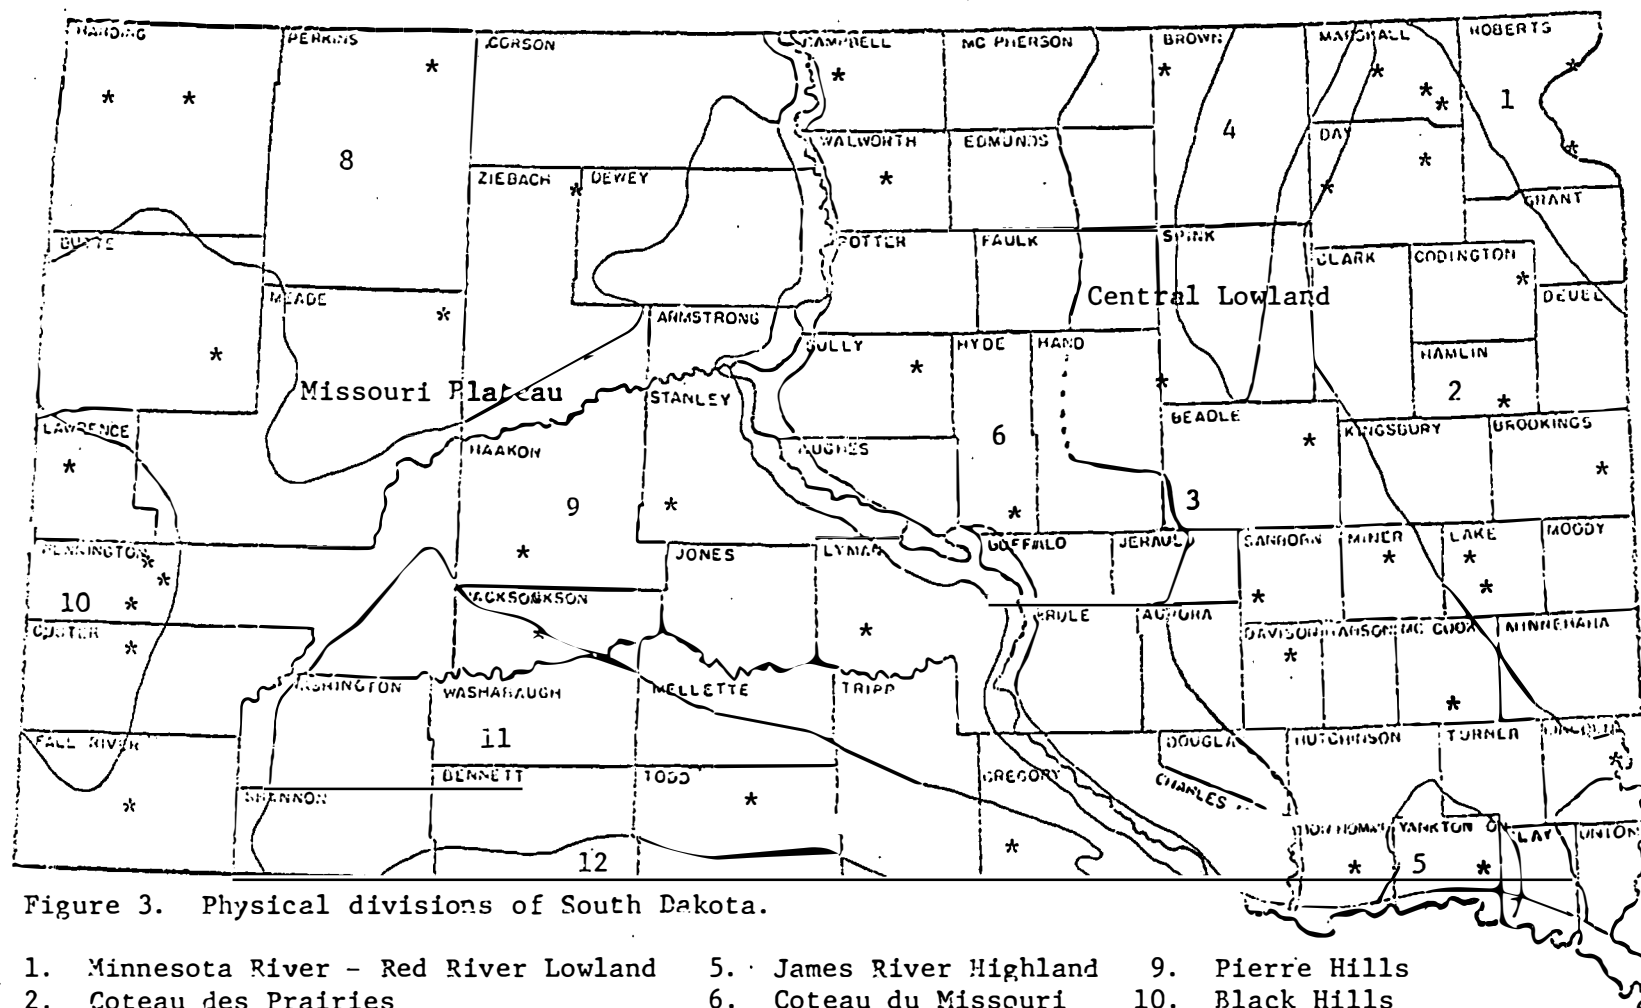 HARDING PERKINS CORSON CAMPBELL MC PHERSON BROWN MARSHALL ROBERTS
* * * * * * * * *
8 4 1
ZIEBACH DEWEY WALWORTH EDMUNDS DAY
* * * * *
GRANT
BUTTE POTTER FAULK SPINK CLARK CODINGTON
MEADE ARMSTRONG Central Lowland DEUEL
* * *
SULLY HYDE HAND HAMLIN
* *
Missouri Plateau STANLEY 2
* *
LAWRENCE HAAKON HUGHES 6 BEADLE KINGSBURY BROOKINGS
* * *
9 * * 3
PENNINGTON JONES LYMAN BUFFALO JERAULD SANBORN MINER LAKE MOODY
* * * * *
10 * JACKSON * * *
CUSTER BRULE AURORA DAVISON HANSON MC COOK MINNEHAHA
* *
WASHINGTON WASHABAUGH MELLETTE TRIPP *
11
FALL RIVER DOUGLAS HUTCHINSON TURNER LINCOLN
BENNETT TODD GREGORY CHARLES *
SHANNON
* * *
BON HOMME YANKTON CLAY UNION
12 * 5 *
Figure 3. Physical divisions of South Dakota.
1. Minnesota River - Red River Lowland 5. James River Highland 9. Pierre Hills
2. Coteau des Prairies 6. Coteau du Missouri 10. Black Hills